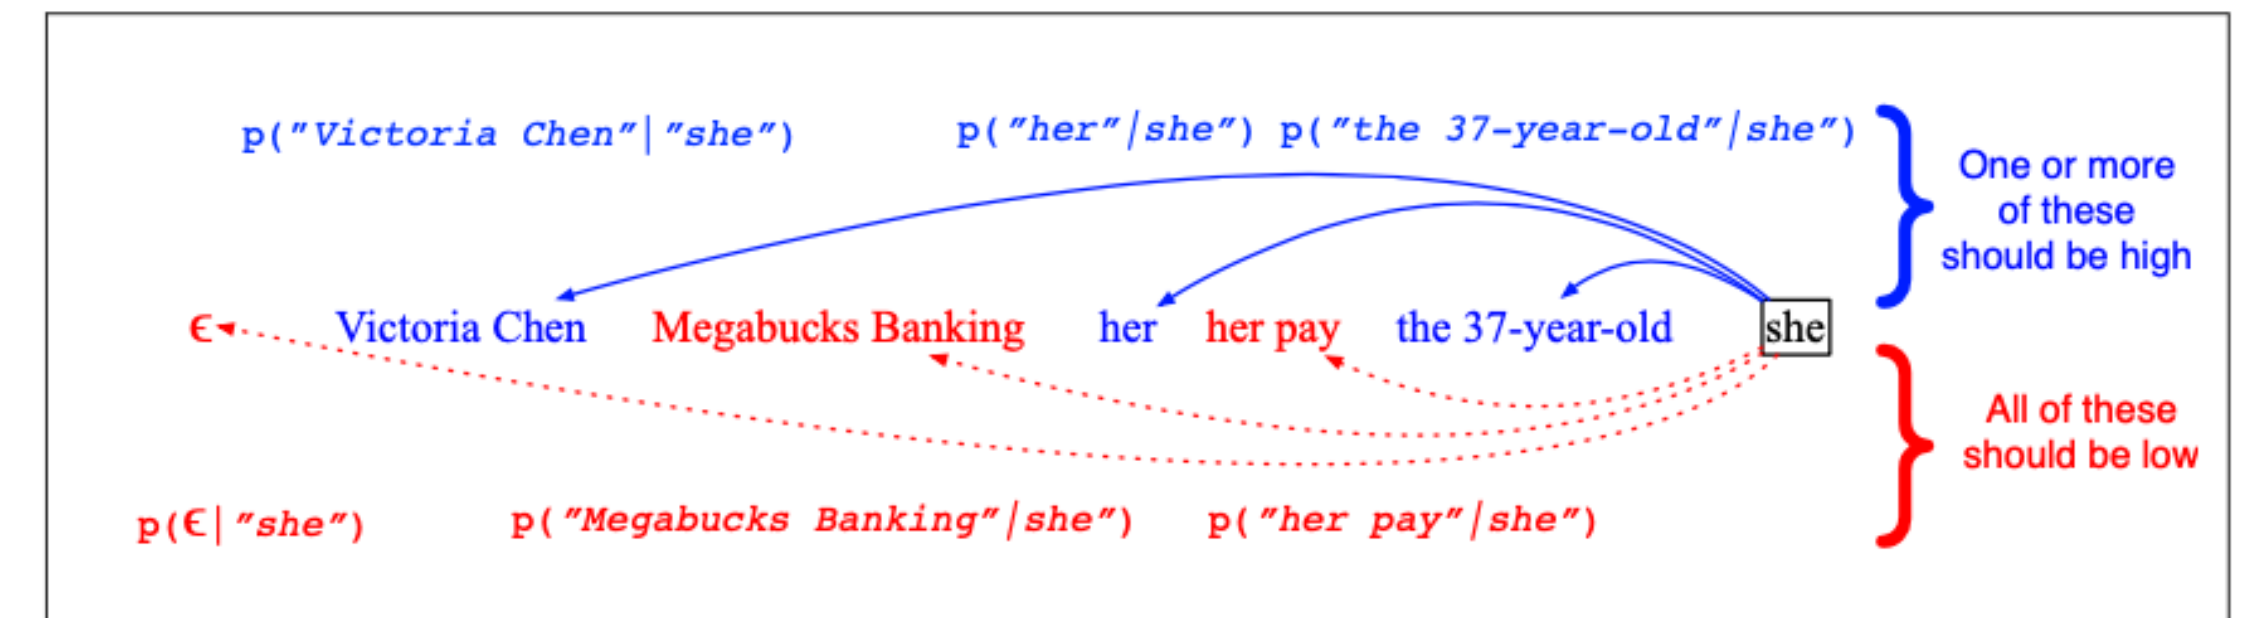 p(”Victoria Chen”|”she”) p(”her”|she”) p(”the 37-year-old”|she”)
One or more
of these
should be high
ϵ Victoria Chen Megabucks Banking her her pay the 37-year-old she
All of these
should be low
p(ϵ|”she”) p(”Megabucks Banking”|she”) p(”her pay”|she”)